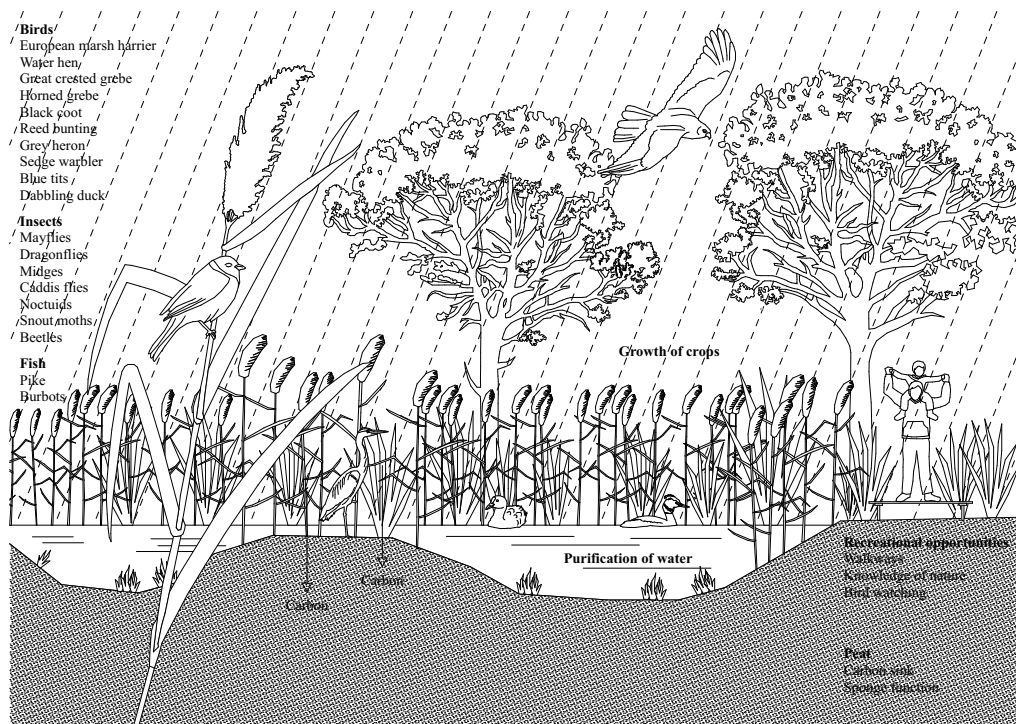 Birds
European marsh harrier
Water hen
Great crested grebe
Horned grebe
Black coot
Reed bunting
Grey heron
Sedge warbler
Blue tits
Dabbling duck
Insects
Mayflies
Dragonflies
Midges
Caddis flies
Noctuids
Snout moths
Beetles
Fish
Pike
Burbots
Growth of crops
Purification of water
Carbon
Carbon
Recreational opportunities
Walkways
Knowledge of nature
Bird watching
Peat
Carbon sink
Sponge function